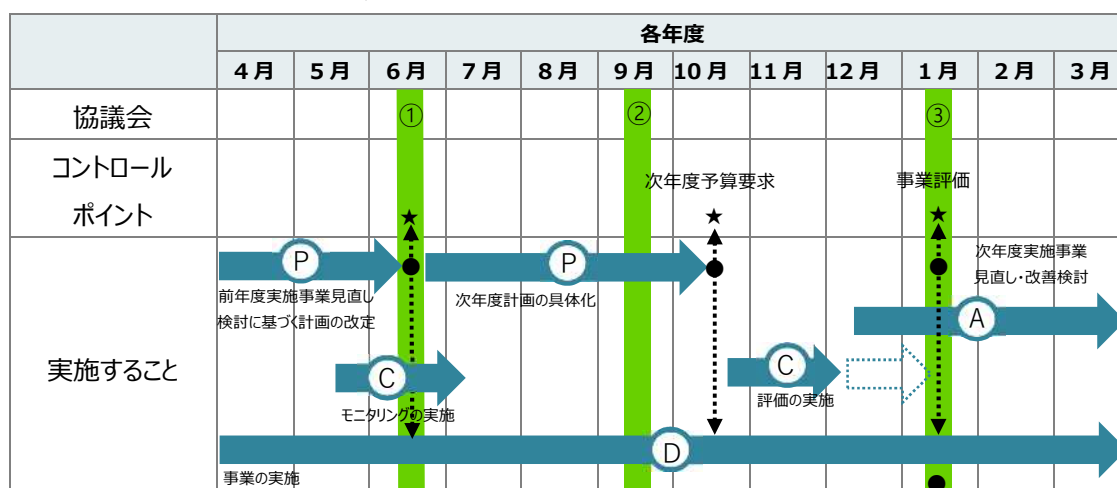 各年度
4月 5月 6月 7月 8月 9月 10月 11月 12月 1月 2月 3月
協議会 ① ② ③
コントロール
ポイント
次年度予算要求 事業評価
★ ★ ★
実施すること
P P
前年度実施事業見直し
検討に基づく計画の改定
次年度計画の具体化
次年度実施事業
見直し・改善検討
A
C
モニタリングの実施
C
評価の実施
D
事業の実施